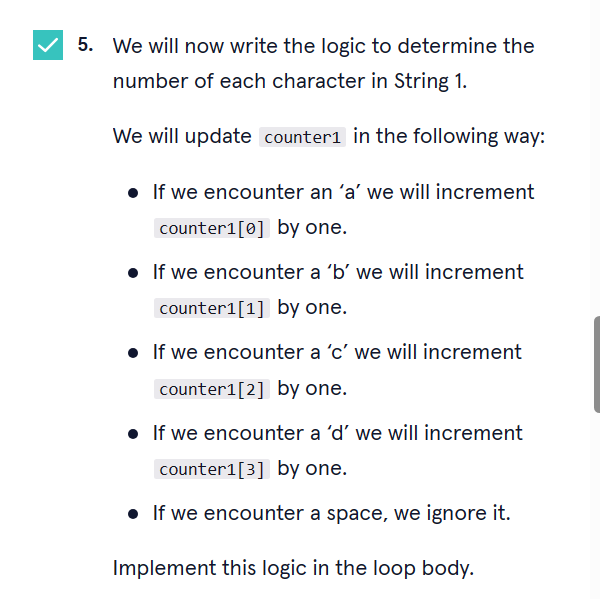 5. We will now write the logic to determine the
number of each character in String 1.
We will update counter1 in the following way:
• If we encounter an ‘a’ we will increment
counter1[0] by one.
• If we encounter a ‘b’ we will increment
counter1[1] by one.
• If we encounter a ‘c’ we will increment
counter1[2] by one.
• If we encounter a ‘d’ we will increment
counter1[3] by one.
• If we encounter a space, we ignore it.
Implement this logic in the loop body.